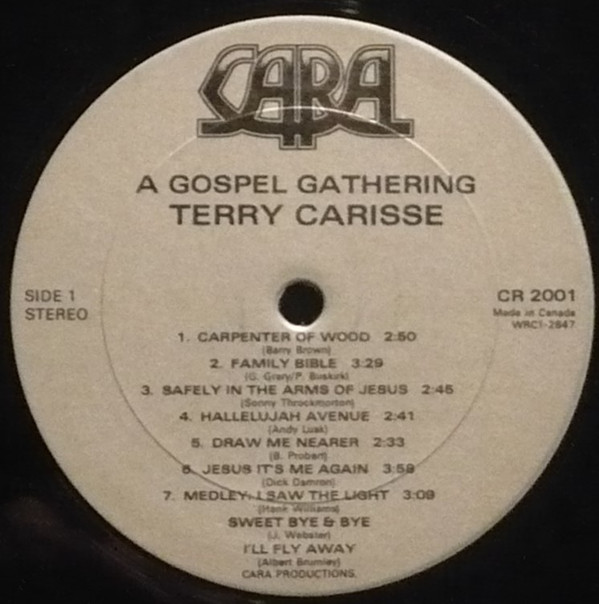 CARA
A GOSPEL GATHERING
TERRY CARISSE
SIDE 1
STEREO
CR 2001
Made in Canada
WRC1-2847
1. CARPENTER OF WOOD 2:50
(Barry Brown)
2. FAMILY BIBLE 3:29
(G. Gray/P. Buskirk)
3. SAFELY IN THE ARMS OF JESUS 2:45
(Sonny Throckmorton)
4. HALLELUJAH AVENUE 2:41
(Andy Lusk)
5. DRAW ME NEARER 2:33
(B. Probert)
6. JESUS IT'S ME AGAIN 3:58
(Dick Damron)
7. MEDLEY: I SAW THE LIGHT 3:09
(Hank Williams)
SWEET BYE & BYE
(J. Webster)
I'LL FLY AWAY
(Albert Brumley)
CARA PRODUCTIONS.